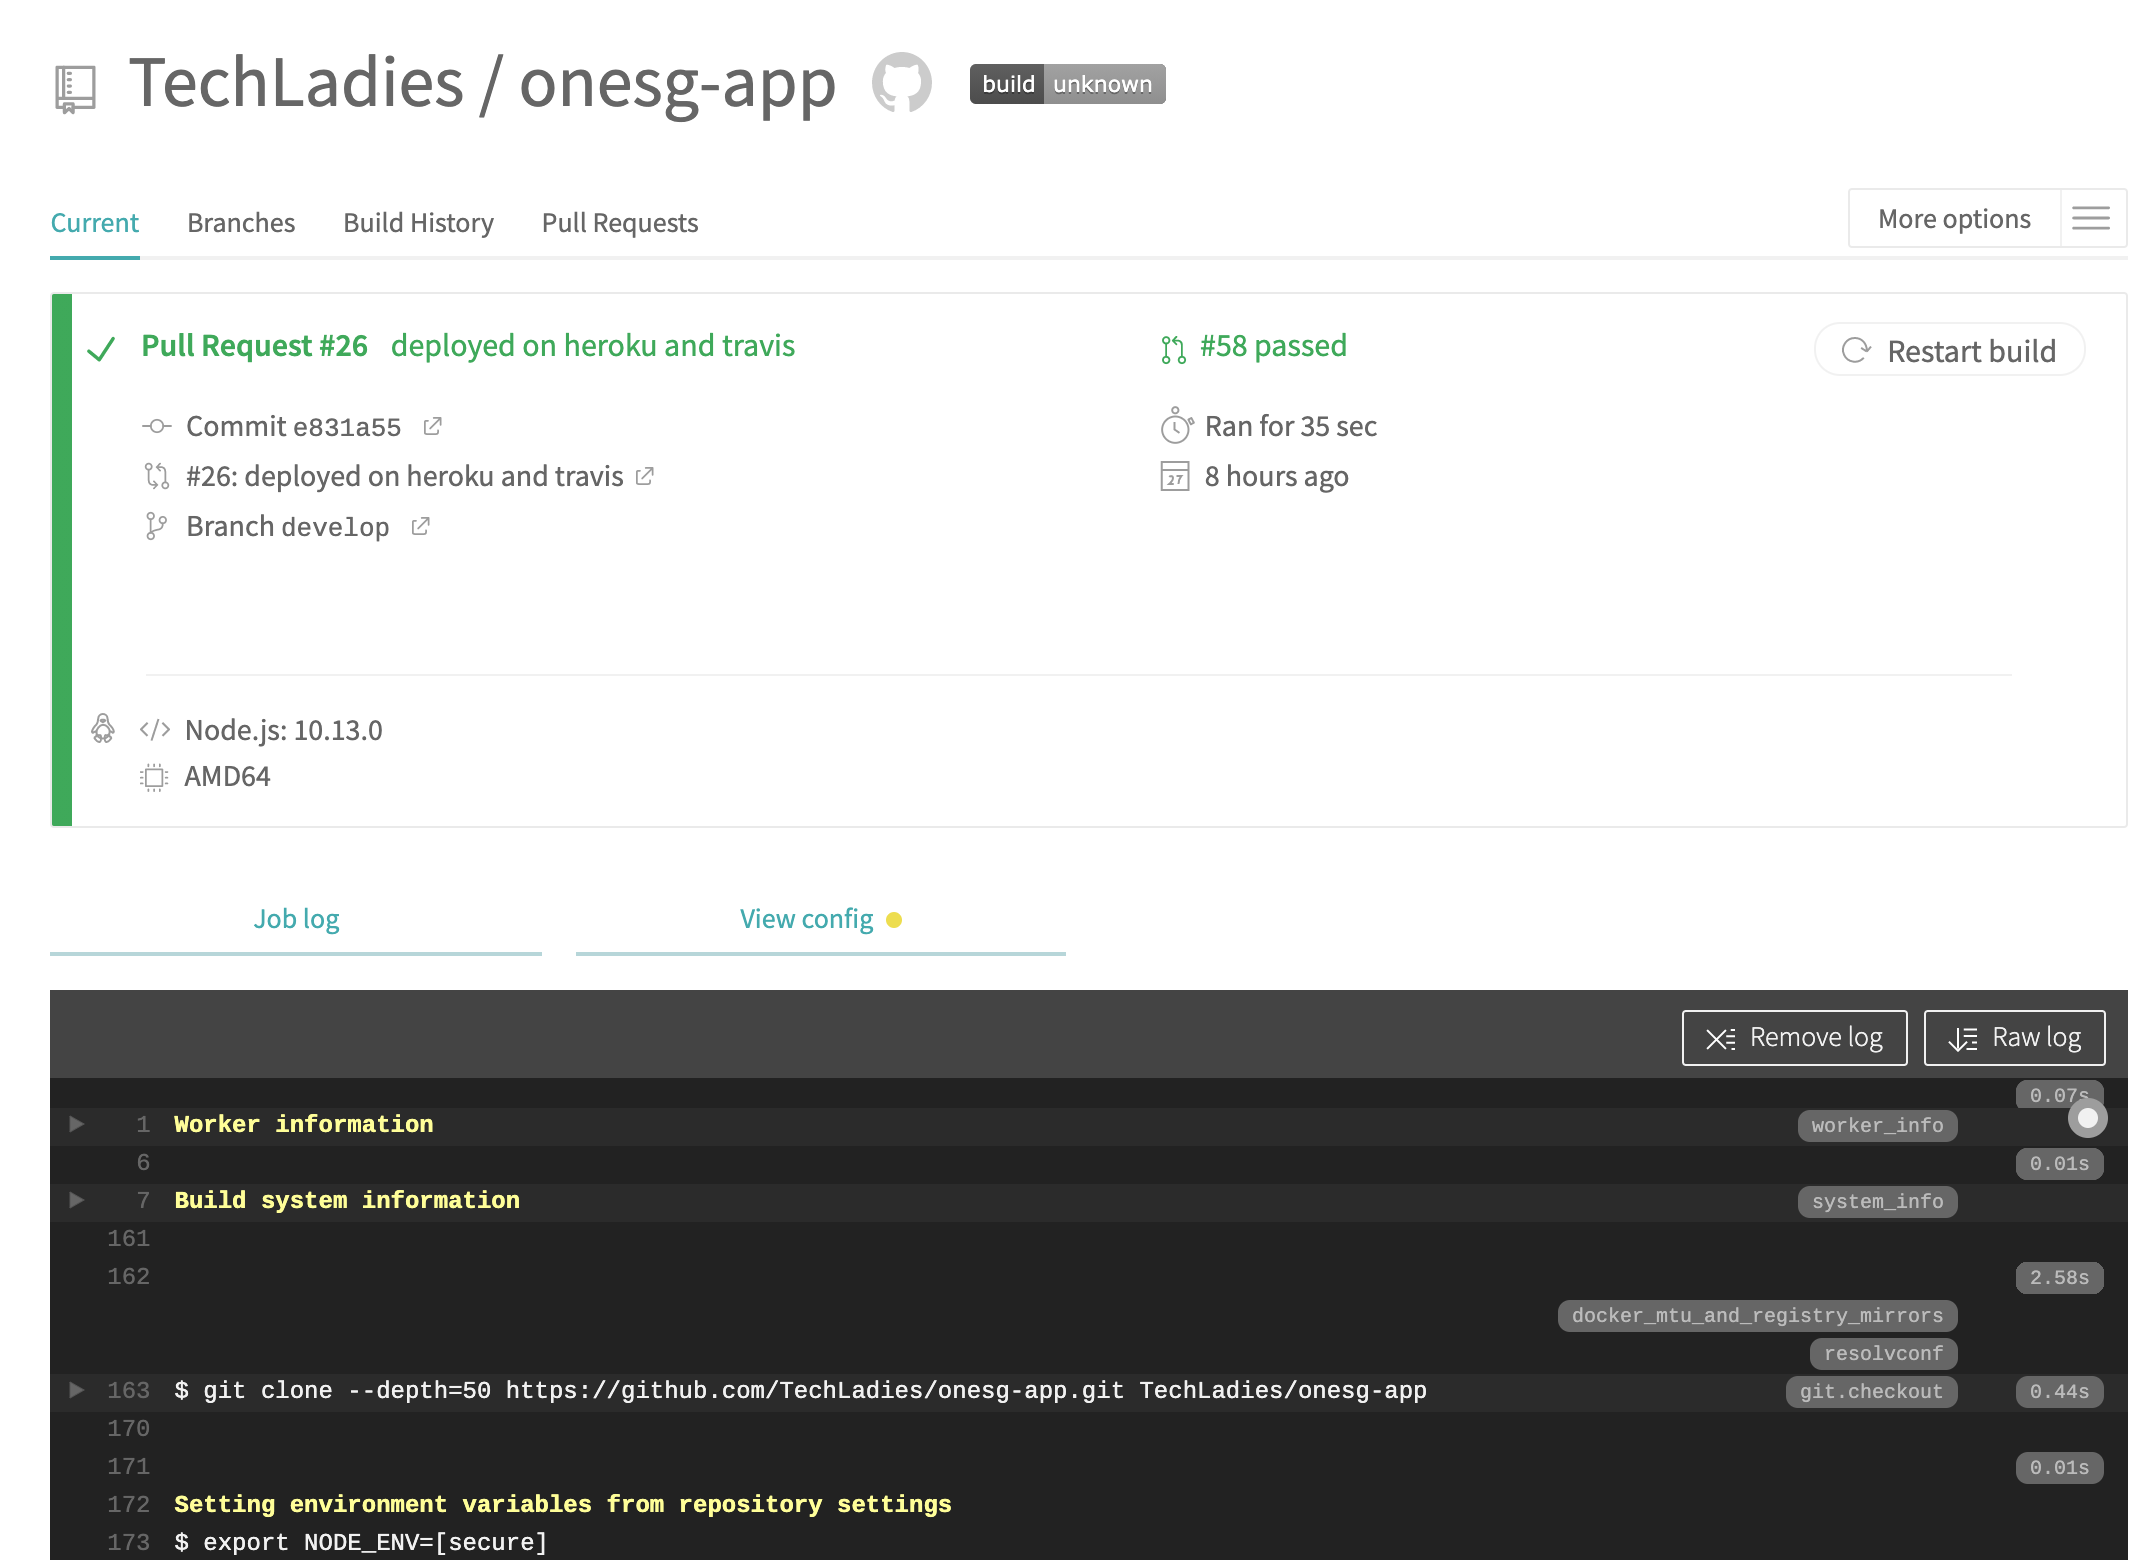 TechLadies / onesg-app build unknown
Current Branches Build History Pull Requests More options
Pull Request #26 deployed on heroku and travis #58 passed Restart build
Commit e831a55 Ran for 35 sec
#26: deployed on heroku and travis 27 8 hours ago
Branch develop
</> Node.js: 10.13.0
AMD64
Job log View config
Remove log Raw log
0.07s
1 Worker information worker_info
6 0.01s
7 Build system information system_info
161
162 2.58s
docker_mtu_and_registry_mirrors
resolvconf
163 $ git clone --depth=50 https://github.com/TechLadies/onesg-app.git TechLadies/onesg-app git.checkout 0.44s
170
171 0.01s
172 Setting environment variables from repository settings
173 $ export NODE_ENV=[secure]